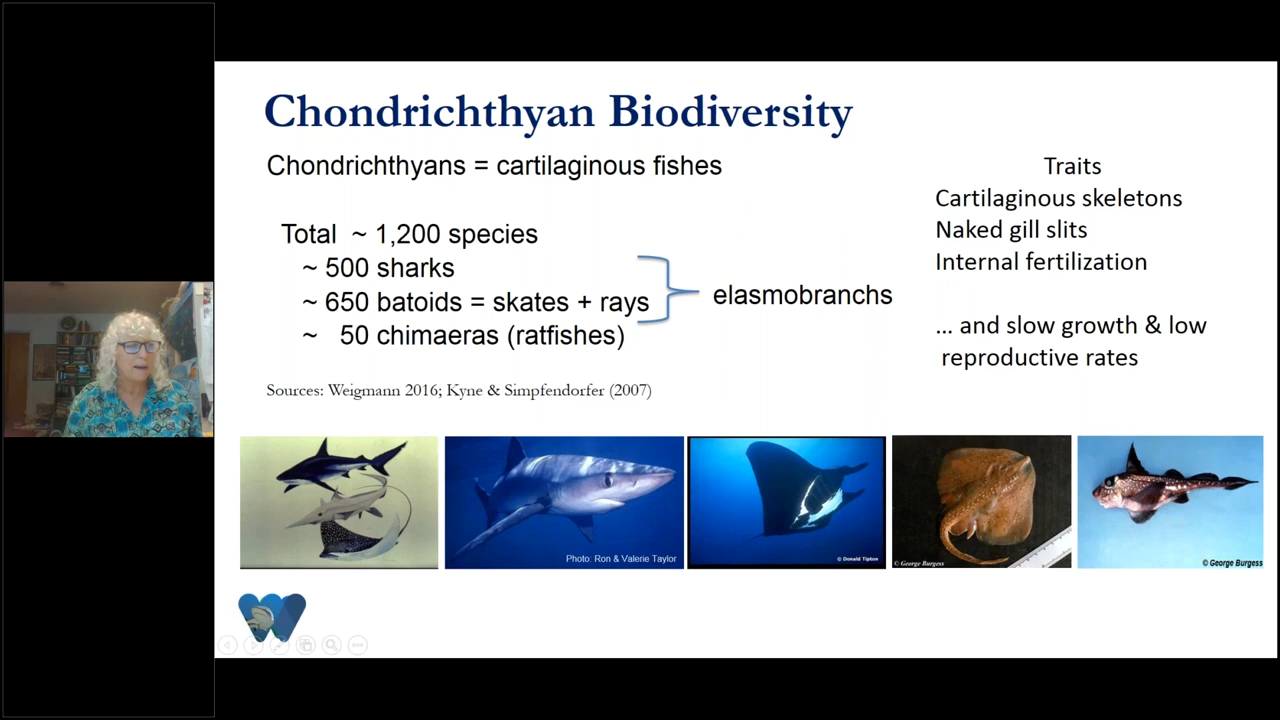 Chondrichthyan Biodiversity
Chondrichthyans = cartilaginous fishes
Total ~ 1,200 species
~ 500 sharks
~ 650 batoids = skates + rays
~ 50 chimaeras (ratfishes)
elasmobranchs
Sources: Weigmann 2016; Kyne & Simpfendorfer (2007)
Traits
Cartilaginous skeletons
Naked gill slits
Internal fertilization
... and slow growth & low
reproductive rates
Photo: Ron & Valerie Taylor
© Donald Tipton
© George Burgess
© George Burgess
W